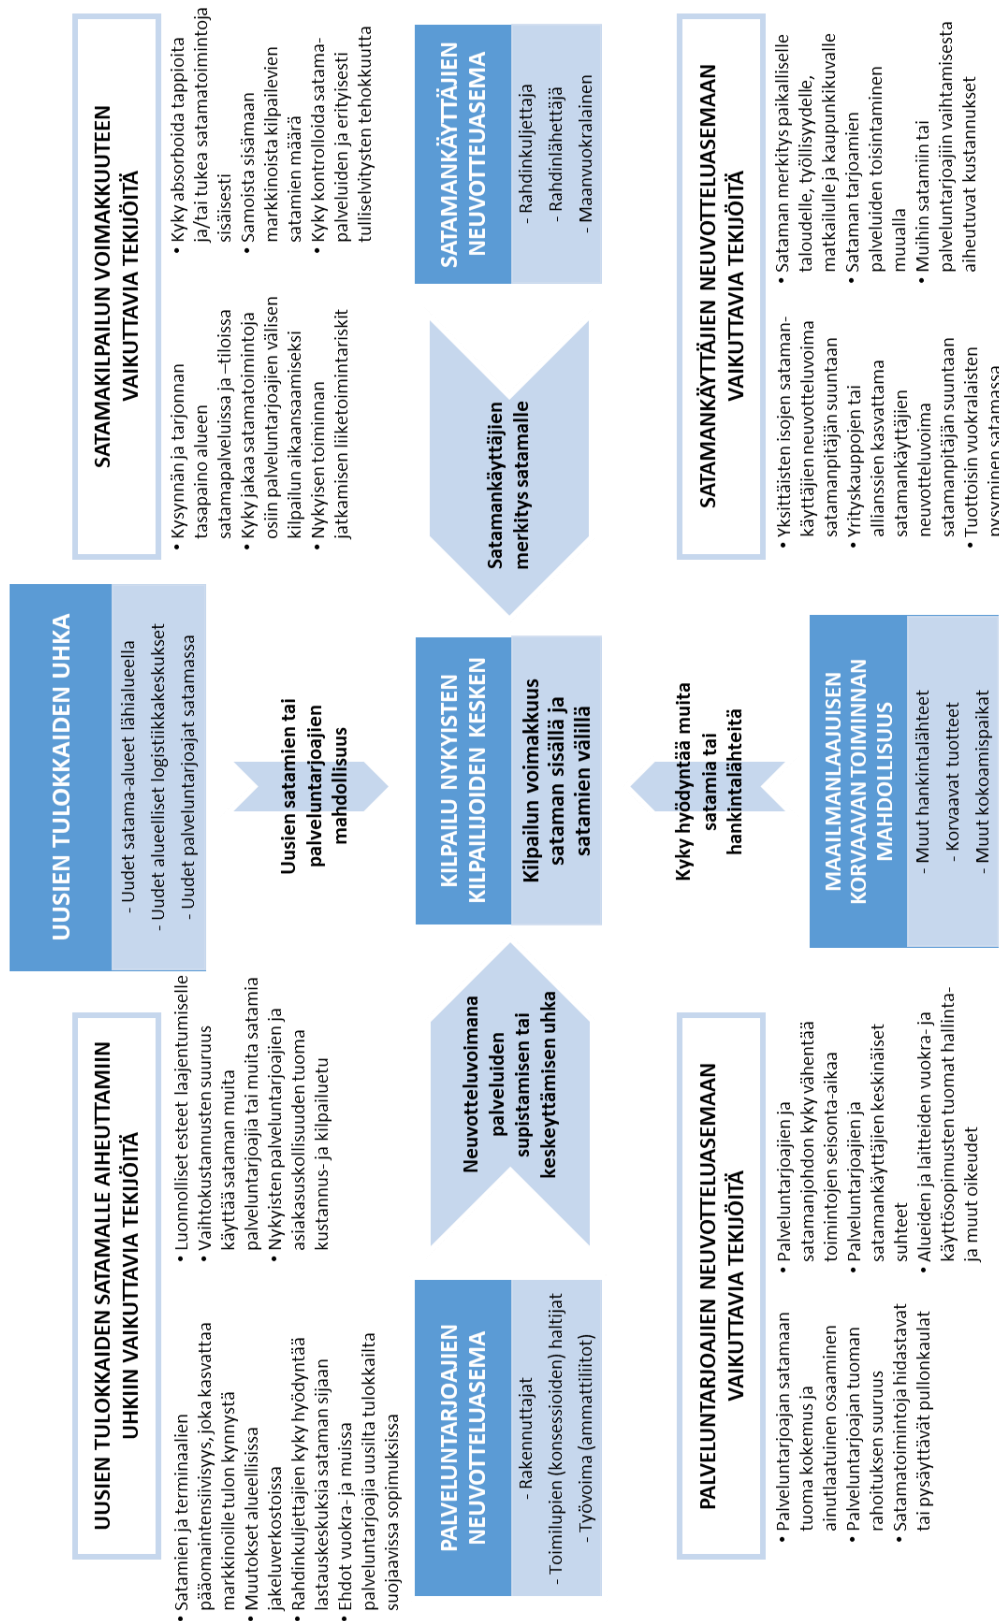 UUSIEN TULOKKAIDEN SATAMALLE AIHEUTTAMIN
UHKIIN VAIKUTTAVIA TEKIJÖITÄ
• Satamien ja terminaalien
pääomaintensiivisyys, joka kasvattaa
markkinoille tulon kynnystä
• Muutokset alueellisissa
jakeluverkostoissa
• Rahdinkuljettajien kyky hyödyntää
lastauskeskuksia sataman sijaan
• Ehdot vuokra- ja muissa
palveluntarjoajia uusilta tulokkailta
suojaavissa sopimuksissa
• Luonnolliset esteet laajentumiselle
• Vaihtokustannusten suuruus
käyttää sataman muita
palveluntarjoajia tai muita satamia
• Nykyisten palveluntarjoajien ja
asiakasuskollisuuden tuoma
kustannus- ja kilpailuetu
UUSIEN TULOKKAIDEN UHKA
- Uudet satama-alueet lähialueella
- Uudet alueelliset logistiikkakeskukset
- Uudet palveluntarjoajat satamassa
Uusien satamien tai
palveluntarjoajien
mahdollisuus
SATAMAKILPAILUN VOIMAKKUTEEN
VAIKUTTAVIA TEKIJÖITÄ
• Kysynnän ja tarjonnan
tasapaino alueen
satamapalveluissa ja –tiloissa
• Kyky jakaa satamatoimintoja
osiin palveluntarjoajien välisen
kilpailun aikaansaamiseksi
• Nykyisen toiminnan
jatkamisen liiketoimintariskit
• Kyky absorboida tappioita
ja/tai tukea satamatoimintoja
sisäisesti
• Samoista sisämaan
markkinoista kilpailevien
satamien määrä
• Kyky kontrolloida satama-
palveluiden ja erityisesti
tulliselvitysten tehokkuutta
PALVELUNTARJOAJIEN
NEUVOTTELUASEMA
- Rakennuttajat
- Toimilupien (konsessioiden) haltijat
- Työvoima (ammattiliitot)
Neuvotteluvoimana
palveluiden
supistamisen tai
keskeyttämisen uhka
KILPAILU NYKYISTEN
KILPAILIJOIDEN KESKEN
Kilpailun voimakkuus
sataman sisällä ja
satamien välillä
Satamankäyttäjien
merkitys satamalle
SATAMANKÄYTTÄJIEN
NEUVOTTEUASEMA
- Rahdinkuljettaja
- Rahdinlähettäjä
- Maanvuokralainen
PALVELUNTARJOAJIEN NEUVOTTELUASEMAAN
VAIKUTTAVIA TEKIJÖITÄ
• Palveluntarjoajan satamaan
tuoma kokemus ja
ainutlaatuinen osaaminen
• Palveluntarjoajan tuoman
rahoituksen suuruus
• Satamatoimintoja hidastavat
tai pysäyttävät pullonkaulat
• Palveluntarjoajien ja
satamanjohdon kyky vähentää
toimintojen seisonta-aikaa
• Palveluntarjoajien ja
satamankäyttäjien keskinäiset
suhteet
• Alueiden ja laitteiden vuokra- ja
käyttösopimusten tuomat hallinta-
ja muut oikeudet
Kyky hyödyntää muita
satamia tai
hankintalähteitä
MAAILMANLAAJUISEN
KORVAAVAN TOIMINNAN
MAHDOLLISUUS
- Muut hankintalähteet
- Korvaavat tuotteet
- Muut kokoamispaikat
SATAMANKÄYTTÄJIEN NEUVOTTELUASEMAAN
VAIKUTTAVIA TEKIJÖITÄ
• Yksittäisten isojen sataman-
käyttäjien neuvotteluvoima
satamanpitäjän suuntaan
• Yrityskauppojen tai
allianssien kasvattama
satamankäyttäjien
neuvotteluvoima
satamanpitäjän suuntaan
• Tuottoisin vuokralaisten
pysyminen satamassa
• Sataman merkitys paikalliselle
taloudelle, työllisyydelle,
matkailulle ja kaupunkikuvalle
• Sataman tarjoamien
palveluiden toisintaminen
muualla
• Muihin satamiin tai
palveluntarjoajiin vaihtamisesta
aiheutuvat kustannukset